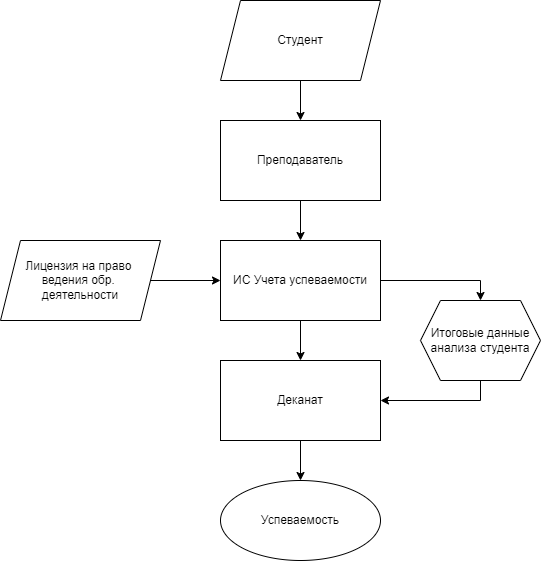 Студент
Преподаватель
Лицензия на право
ведения обр.
деятельности
ИС Учета успеваемости
Итоговые данные
анализа студента
Деканат
Успеваемость